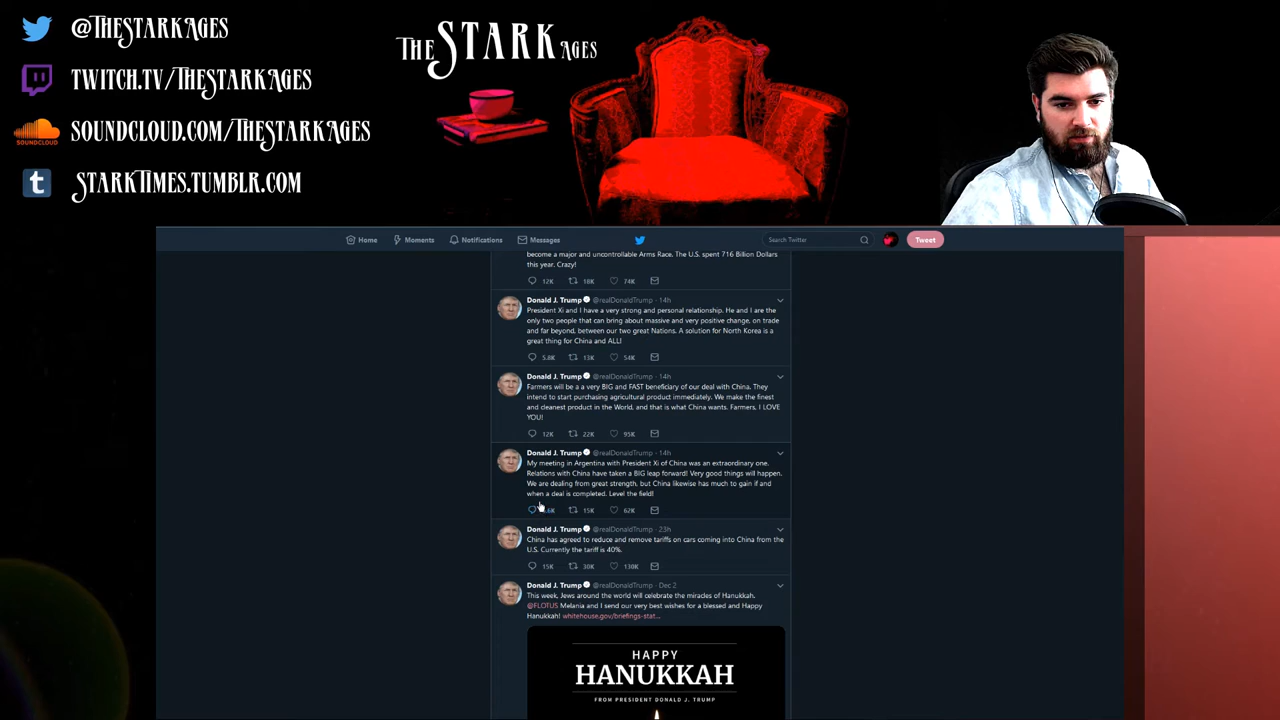 @TheStarkAges
twitch.tv/TheStarkAges
SOUNDCLOUD
soundcloud.com/TheStarkAges
StarkTimes.tumblr.com
The STARK Ages
Home Moments Notifications Messages Search Twitter Tweet
become a major and uncontrollable Arms Race. The U.S. spent 716 Billion Dollars
this year. Crazy!
12K 18K 74K
Donald J. Trump @realDonaldTrump · 14h
President Xi and I have a very strong and personal relationship. He and I are the
only two people that can bring about massive and very positive change, on trade
and far beyond, between our two great Nations. A solution for North Korea is a
great thing for China and ALL!
5.8K 13K 54K
Donald J. Trump @realDonaldTrump · 14h
Farmers will be a a very BIG and FAST beneficiary of our deal with China. They
intend to start purchasing agricultural product immediately. We make the finest
and cleanest product in the World, and that is what China wants. Farmers, I LOVE
YOU!
12K 22K 95K
Donald J. Trump @realDonaldTrump · 14h
My meeting in Argentina with President Xi of China was an extraordinary one.
Relations with China have taken a BIG leap forward! Very good things will happen.
We are dealing from great strength, but China likewise has much to gain if and
when a deal is completed. Level the field!
15K 62K
Donald J. Trump @realDonaldTrump · 23h
China has agreed to reduce and remove tariffs on cars coming into China from the
U.S. Currently the tariff is 40%.
15K 30K 130K
Donald J. Trump @realDonaldTrump · Dec 2
This week, Jews around the world will celebrate the miracles of Hanukkah.
@FLOTUS Melania and I send our very best wishes for a blessed and Happy
Hanukkah! whitehouse.gov/briefings-stat...
HAPPY
HANUKKAH
FROM PRESIDENT DONALD J. TRUMP